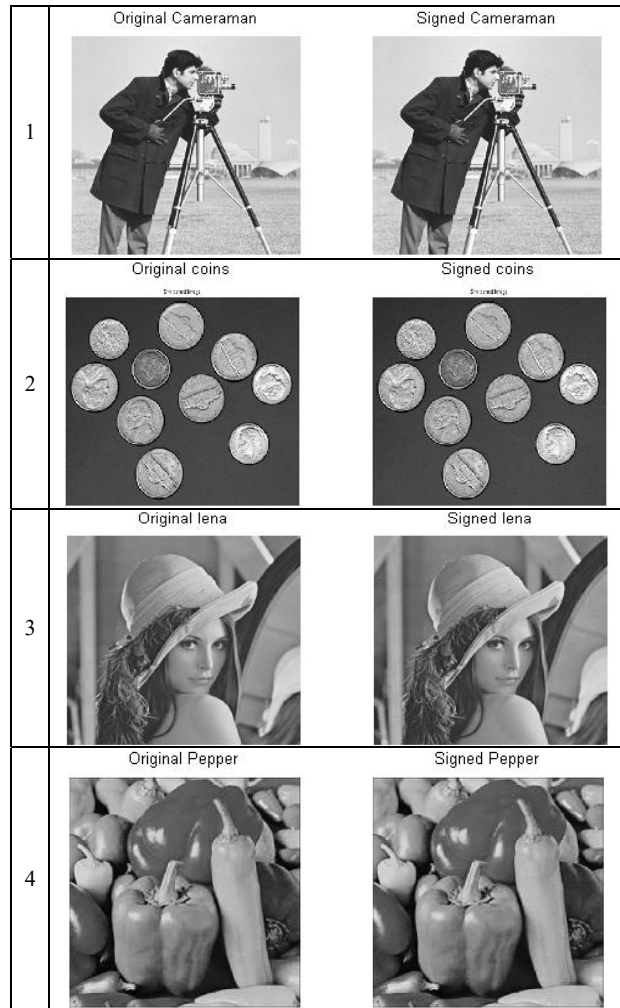 Original Cameraman Signed Cameraman
1
Original coins Signed coins
2
Original lena Signed lena
3
Original Pepper Signed Pepper
4